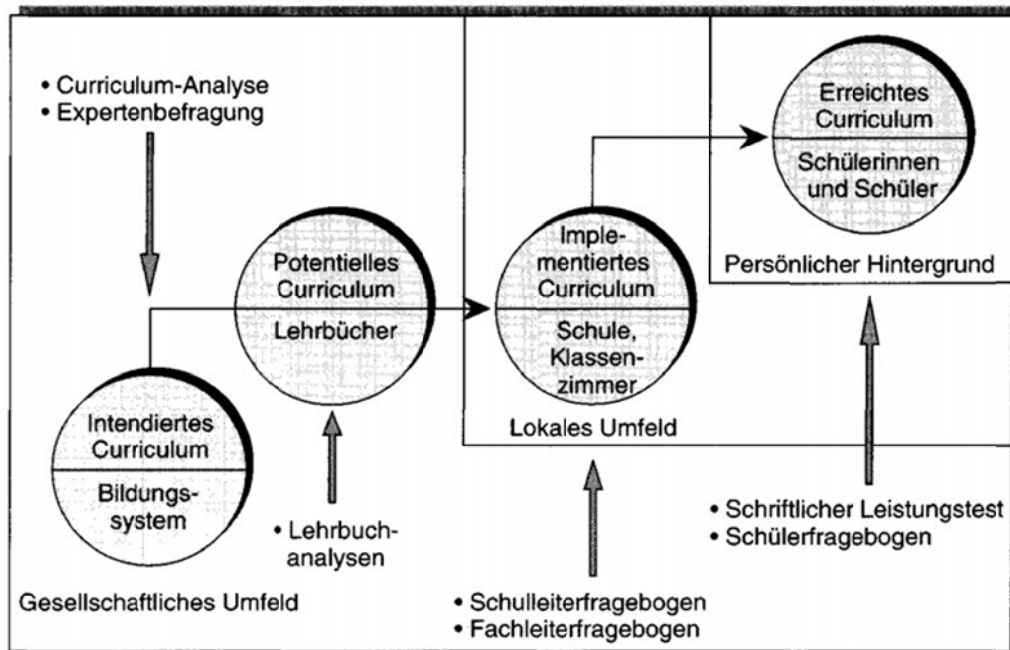 • Curriculum-Analyse
• Expertenbefragung
Erreichtes
Curriculum
Schülerinnen
und Schüler
Persönlicher Hintergrund
Potentielles
Curriculum
Lehrbücher
Imple-
mentiertes
Curriculum
Schule,
Klassen-
zimmer
Lokales Umfeld
Intendiertes
Curriculum
Bildungs-
system
• Lehrbuch-
analysen
• Schriftlicher Leistungstest
• Schülerfragebogen
Gesellschaftliches Umfeld
• Schulleiterfragebogen
• Fachleiterfragebogen